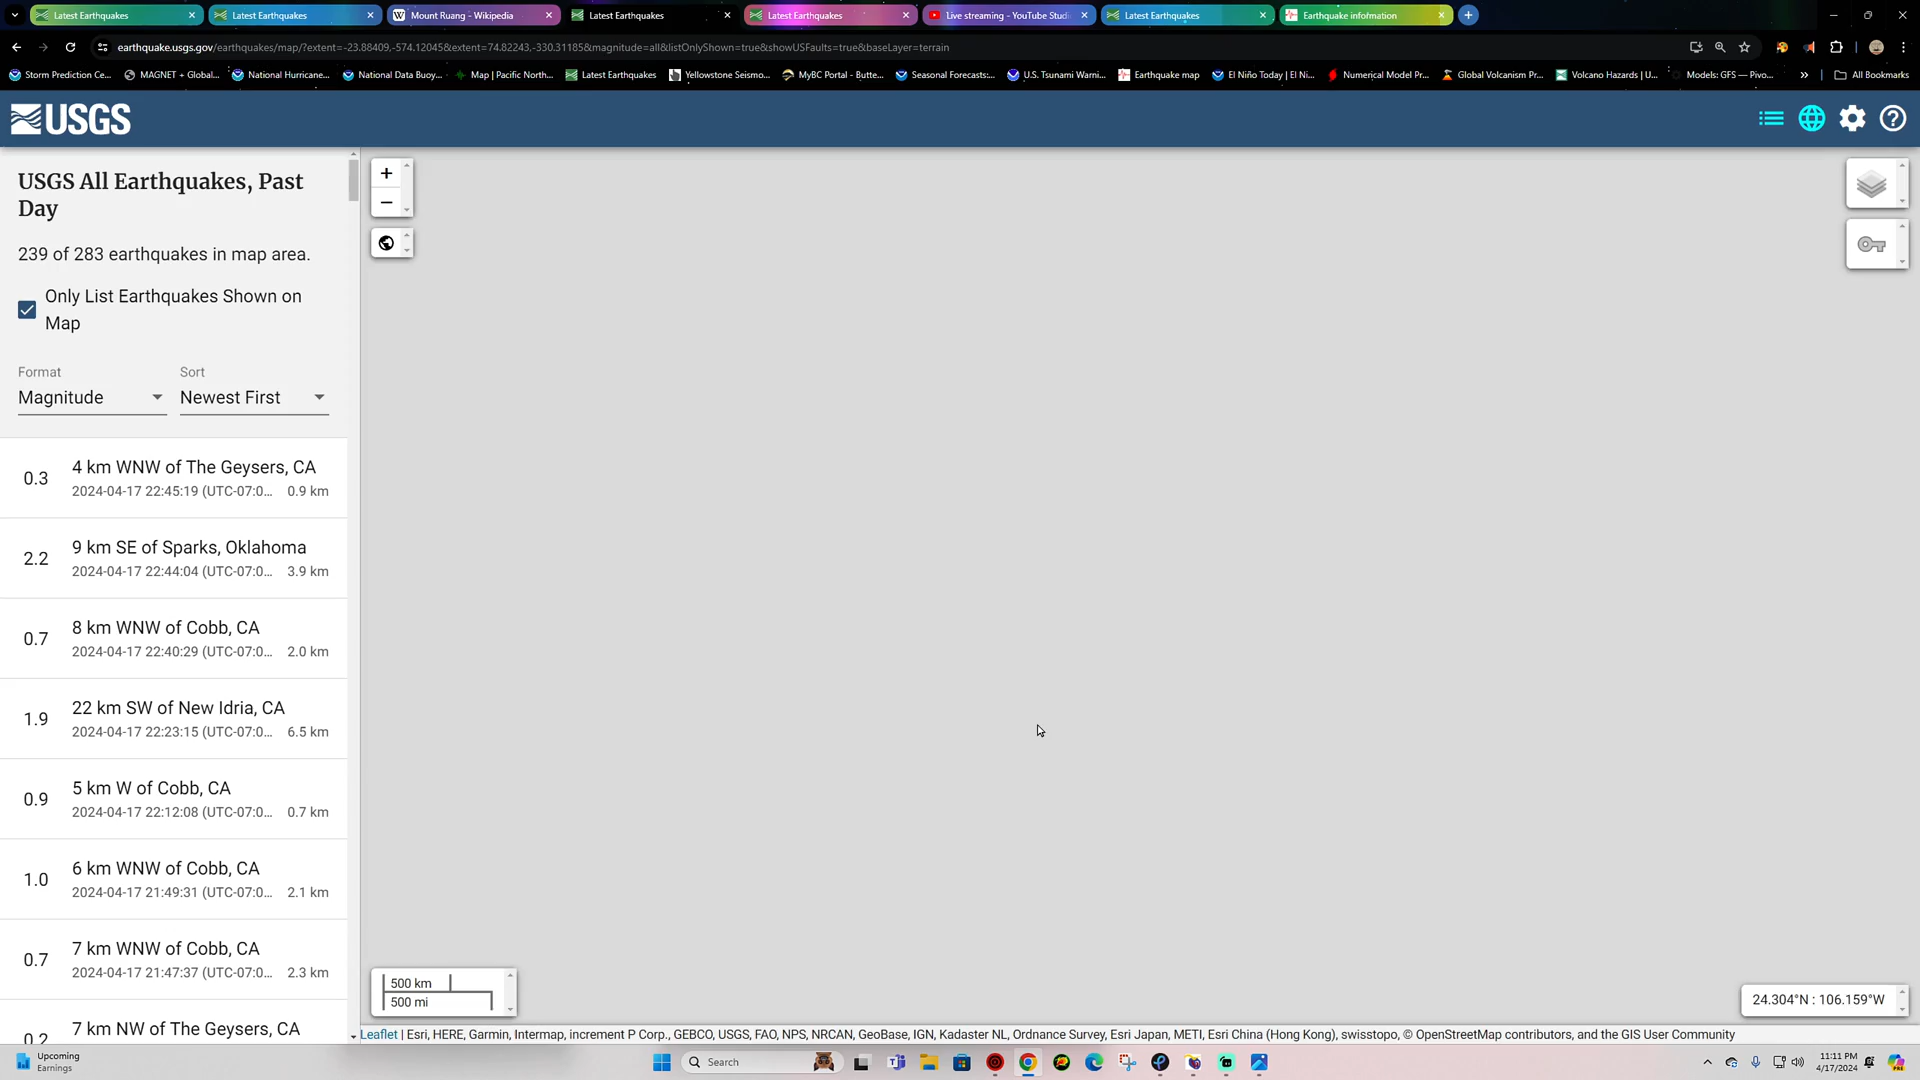 Latest Earthquakes
Latest Earthquakes
Mount Ruang - Wikipedia
Latest Earthquakes
Latest Earthquakes
Live streaming - YouTube Studi
Latest Earthquakes
Earthquake information
earthquake.usgs.gov/earthquakes/map/?extent=-23.88409,-574.12045&extent=74.82243,-330.31185&magnitude=all&listOnlyShown=true&showUSFaults=true&baseLayer=terrain
Storm Prediction Ce...
MAGNET + Global...
National Hurricane...
National Data Buoy...
Map | Pacific North...
Latest Earthquakes
Yellowstone Seismo...
MyBC Portal - Butte...
Seasonal Forecasts:...
U.S. Tsunami Warni...
Earthquake map
El Niño Today | El Ni...
Numerical Model Pr...
Global Volcanism Pr...
Volcano Hazards | U...
Models: GFS — Pivo...
All Bookmarks
USGS
USGS All Earthquakes, Past
Day
239 of 283 earthquakes in map area.
Only List Earthquakes Shown on
Map
Format
Sort
Magnitude
Newest First
0.3
4 km WNW of The Geysers, CA
2024-04-17 22:45:19 (UTC-07:0... 0.9 km
2.2
9 km SE of Sparks, Oklahoma
2024-04-17 22:44:04 (UTC-07:0... 3.9 km
0.7
8 km WNW of Cobb, CA
2024-04-17 22:40:29 (UTC-07:0... 2.0 km
1.9
22 km SW of New Idria, CA
2024-04-17 22:23:15 (UTC-07:0... 6.5 km
0.9
5 km W of Cobb, CA
2024-04-17 22:12:08 (UTC-07:0... 0.7 km
1.0
6 km WNW of Cobb, CA
2024-04-17 21:49:31 (UTC-07:0... 2.1 km
0.7
7 km WNW of Cobb, CA
2024-04-17 21:47:37 (UTC-07:0... 2.3 km
0.2
7 km NW of The Geysers, CA
+
−
500 km
500 mi
24.304°N : 106.159°W
Leaflet | Esri, HERE, Garmin, Intermap, increment P Corp., GEBCO, USGS, FAO, NPS, NRCAN, GeoBase, IGN, Kadaster NL, Ordnance Survey, Esri Japan, METI, Esri China (Hong Kong), swisstopo, © OpenStreetMap contributors, and the GIS User Community
Upcoming
Earnings
Search
11:11 PM
4/17/2024